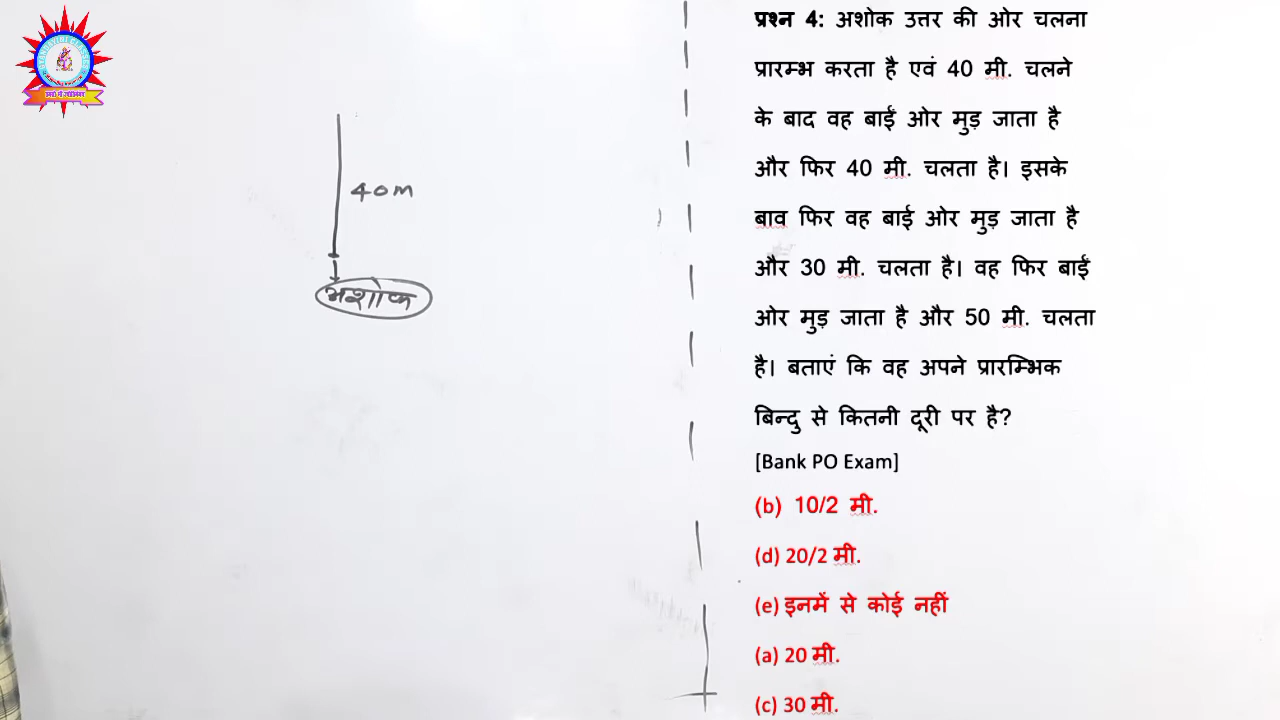 40m
अशोक
प्रश्न 4: अशोक उत्तर की ओर चलना
प्रारम्भ करता है एवं 40 मी. चलने
के बाद वह बाईं ओर मुड़ जाता है
और फिर 40 मी. चलता है। इसके
बाव फिर वह बाई ओर मुड़ जाता है
और 30 मी. चलता है। वह फिर बाईं
ओर मुड़ जाता है और 50 मी. चलता
है। बताएं कि वह अपने प्रारम्भिक
बिन्दु से कितनी दूरी पर है?
[Bank PO Exam]
(b) 10/2 मी.
(d) 20/2 मी.
(e) इनमें से कोई नहीं
(a) 20 मी.
(c) 30 मी.